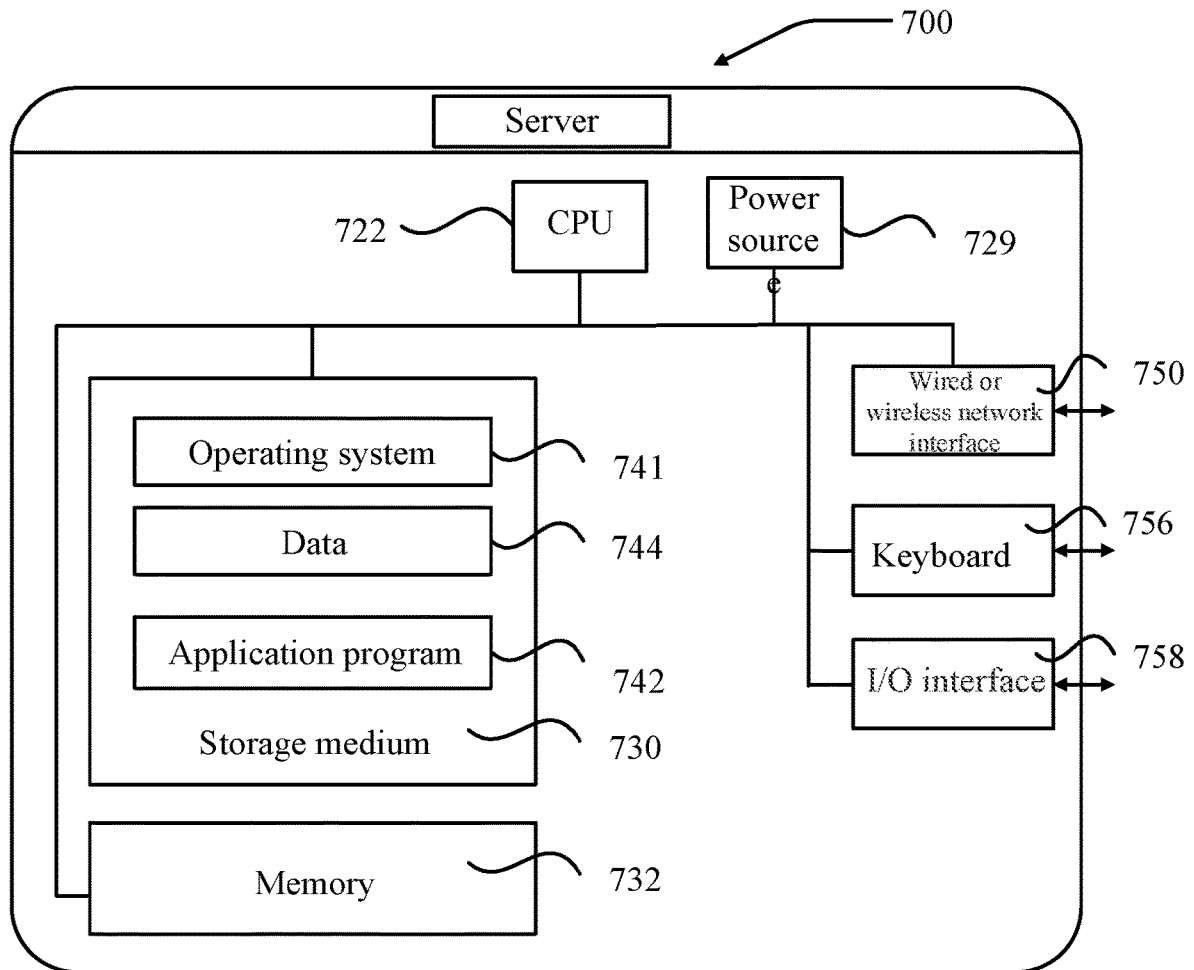 700
Server
722
CPU
Power
source
e
729
Wired or
wireless network
interface
750
Operating system
741
Data
744
Keyboard
756
Application program
742
I/O interface
758
Storage medium
730
Memory
732